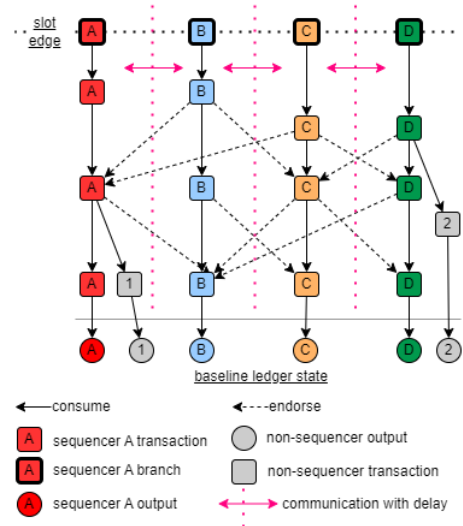 slot
edge
A B C D
A B
C D
A B C D
2
A 1 B C D
A 1 B C D 2
baseline ledger state
consume endorse
A sequencer A transaction non-sequencer output
A sequencer A branch non-sequencer transaction
A sequencer A output communication with delay